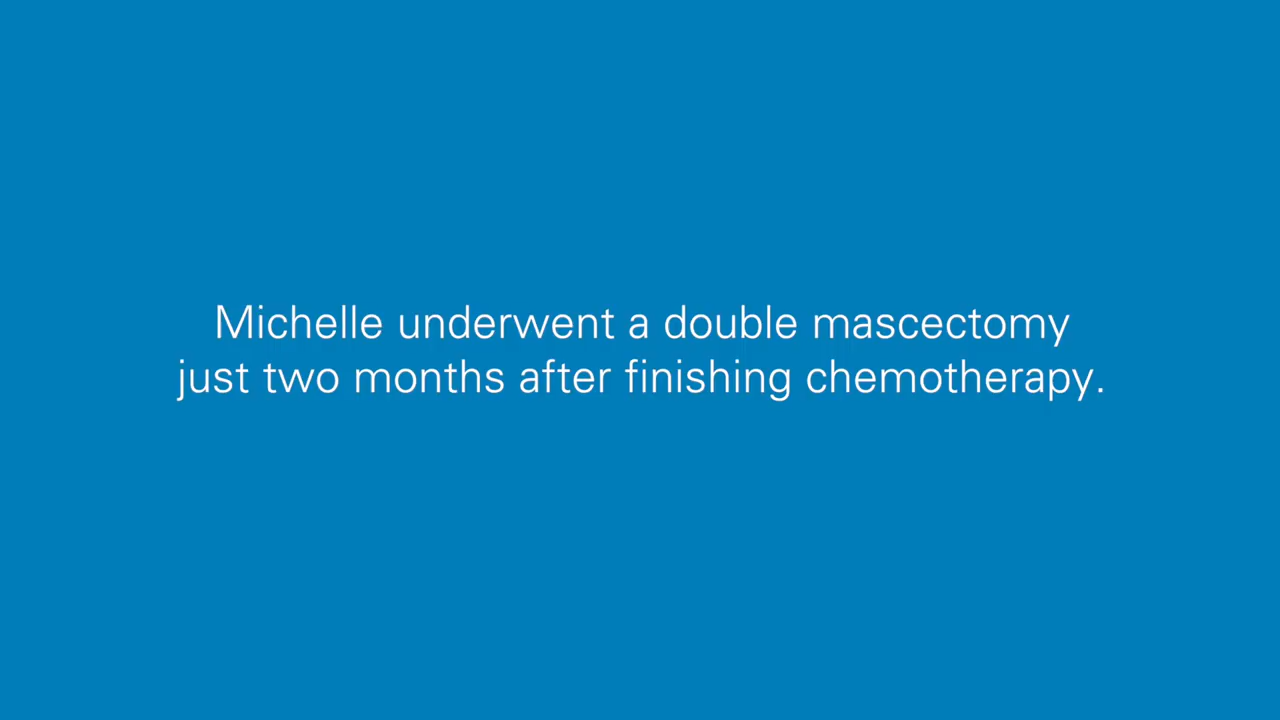 Michelle underwent a double mascectomy
just two months after finishing chemotherapy.